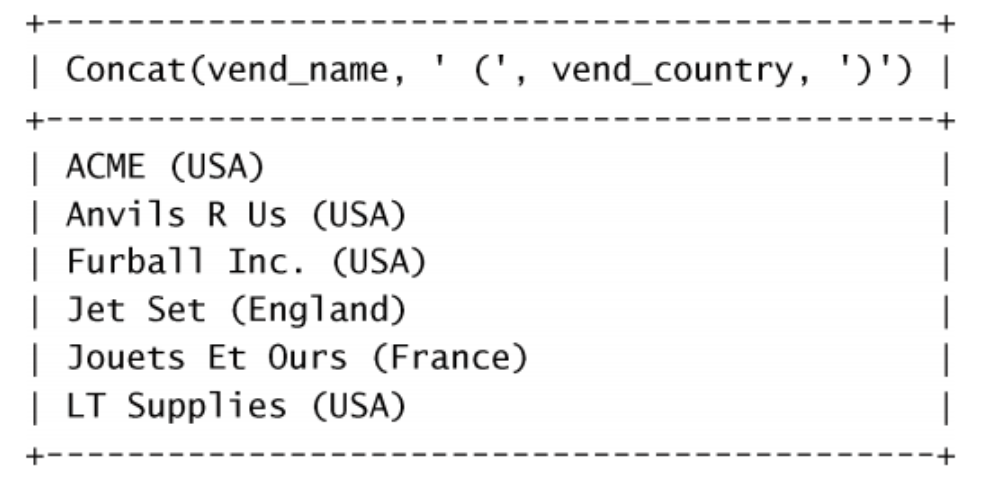 +--------------------------------------------+
| Concat(vend_name, ' (', vend_country, ')') |
+--------------------------------------------+
| ACME (USA)                                 |
| Anvils R Us (USA)                          |
| Furball Inc. (USA)                         |
| Jet Set (England)                          |
| Jouets Et Ours (France)                    |
| LT Supplies (USA)                          |
+--------------------------------------------+